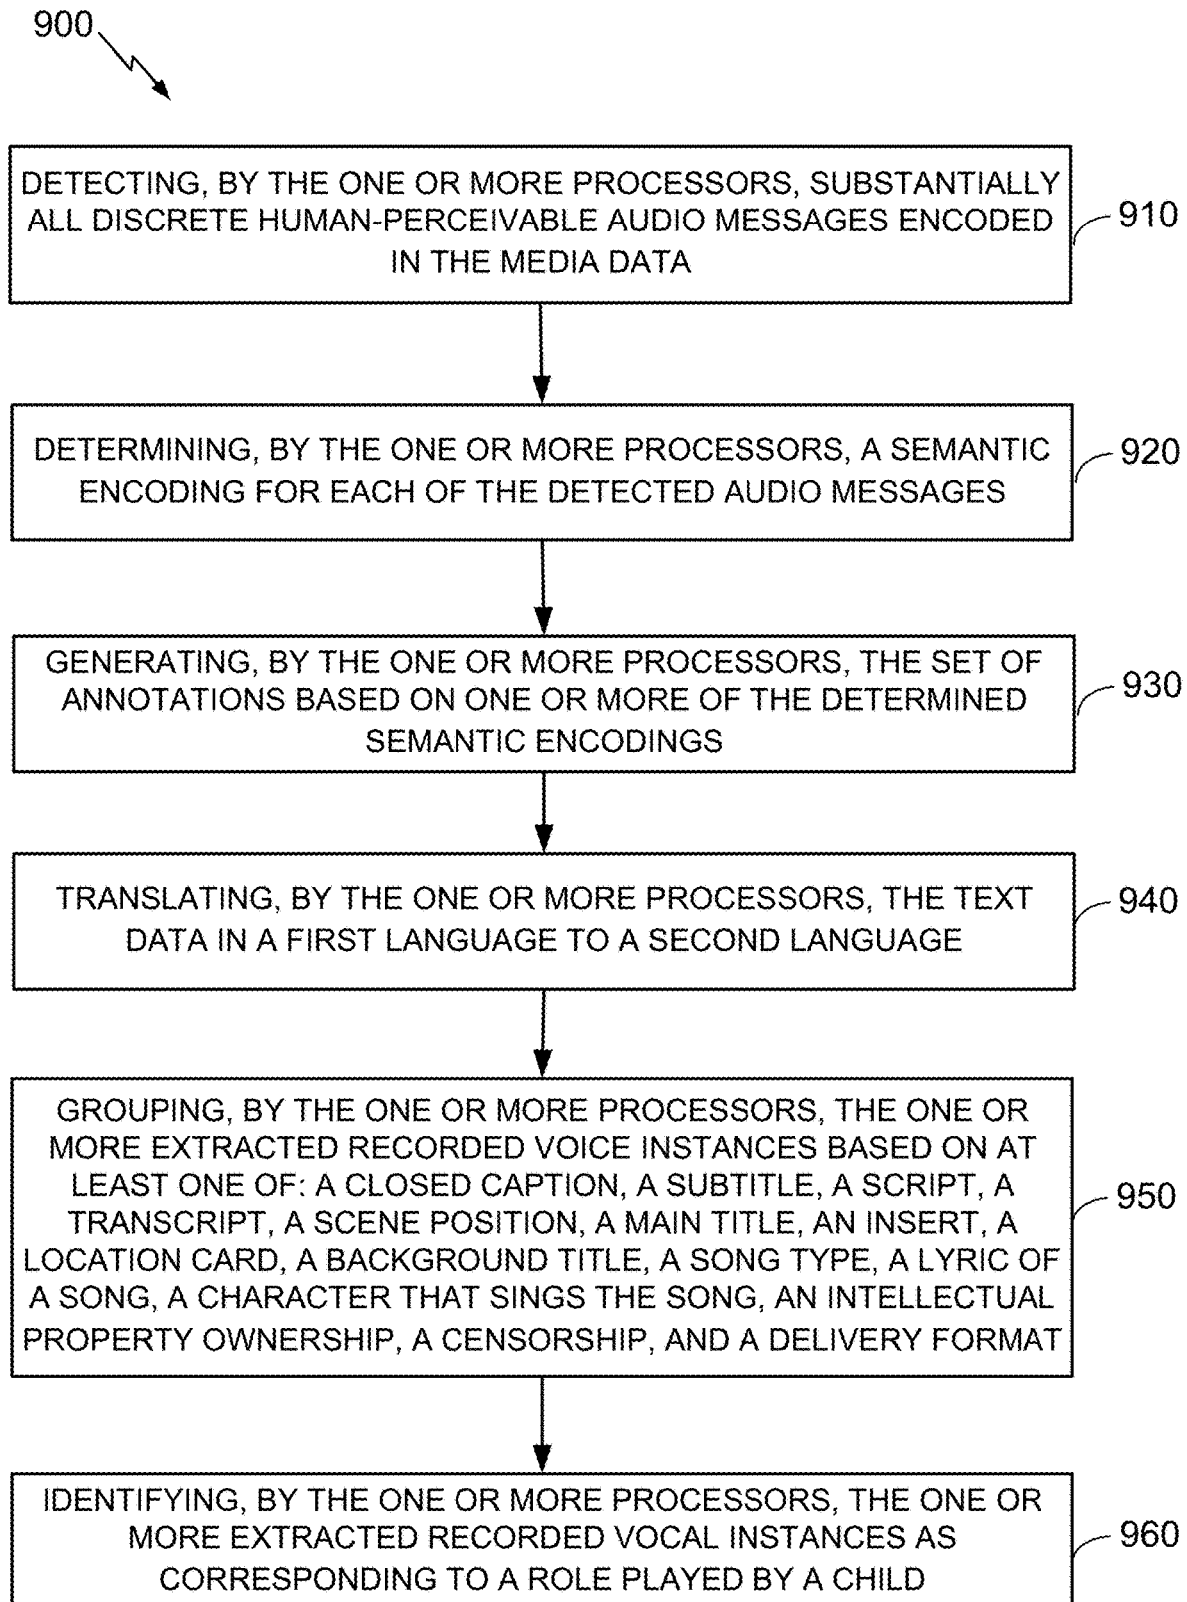 900
DETECTING, BY THE ONE OR MORE PROCESSORS, SUBSTANTIALLY
ALL DISCRETE HUMAN-PERCEIVABLE AUDIO MESSAGES ENCODED
IN THE MEDIA DATA
910
DETERMINING, BY THE ONE OR MORE PROCESSORS, A SEMANTIC
ENCODING FOR EACH OF THE DETECTED AUDIO MESSAGES
920
GENERATING, BY THE ONE OR MORE PROCESSORS, THE SET OF
ANNOTATIONS BASED ON ONE OR MORE OF THE DETERMINED
SEMANTIC ENCODINGS
930
TRANSLATING, BY THE ONE OR MORE PROCESSORS, THE TEXT
DATA IN A FIRST LANGUAGE TO A SECOND LANGUAGE
940
GROUPING, BY THE ONE OR MORE PROCESSORS, THE ONE OR
MORE EXTRACTED RECORDED VOICE INSTANCES BASED ON AT
LEAST ONE OF: A CLOSED CAPTION, A SUBTITLE, A SCRIPT, A
TRANSCRIPT, A SCENE POSITION, A MAIN TITLE, AN INSERT, A
LOCATION CARD, A BACKGROUND TITLE, A SONG TYPE, A LYRIC OF
A SONG, A CHARACTER THAT SINGS THE SONG, AN INTELLECTUAL
PROPERTY OWNERSHIP, A CENSORSHIP, AND A DELIVERY FORMAT
950
IDENTIFYING, BY THE ONE OR MORE PROCESSORS, THE ONE OR
MORE EXTRACTED RECORDED VOCAL INSTANCES AS
CORRESPONDING TO A ROLE PLAYED BY A CHILD
960